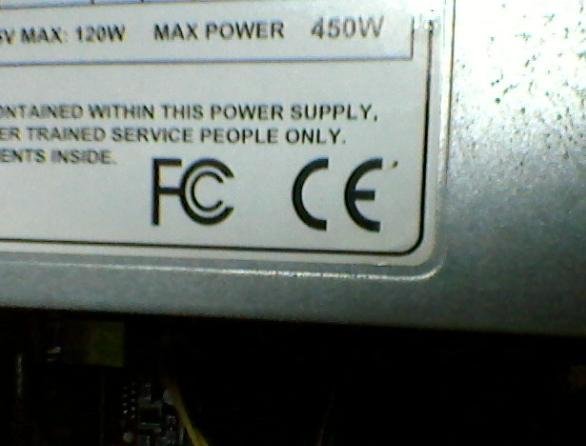 5V MAX: 120W MAX POWER 450W
ONTAINED WITHIN THIS POWER SUPPLY,
ER TRAINED SERVICE PEOPLE ONLY.
ENTS INSIDE.
FC CE